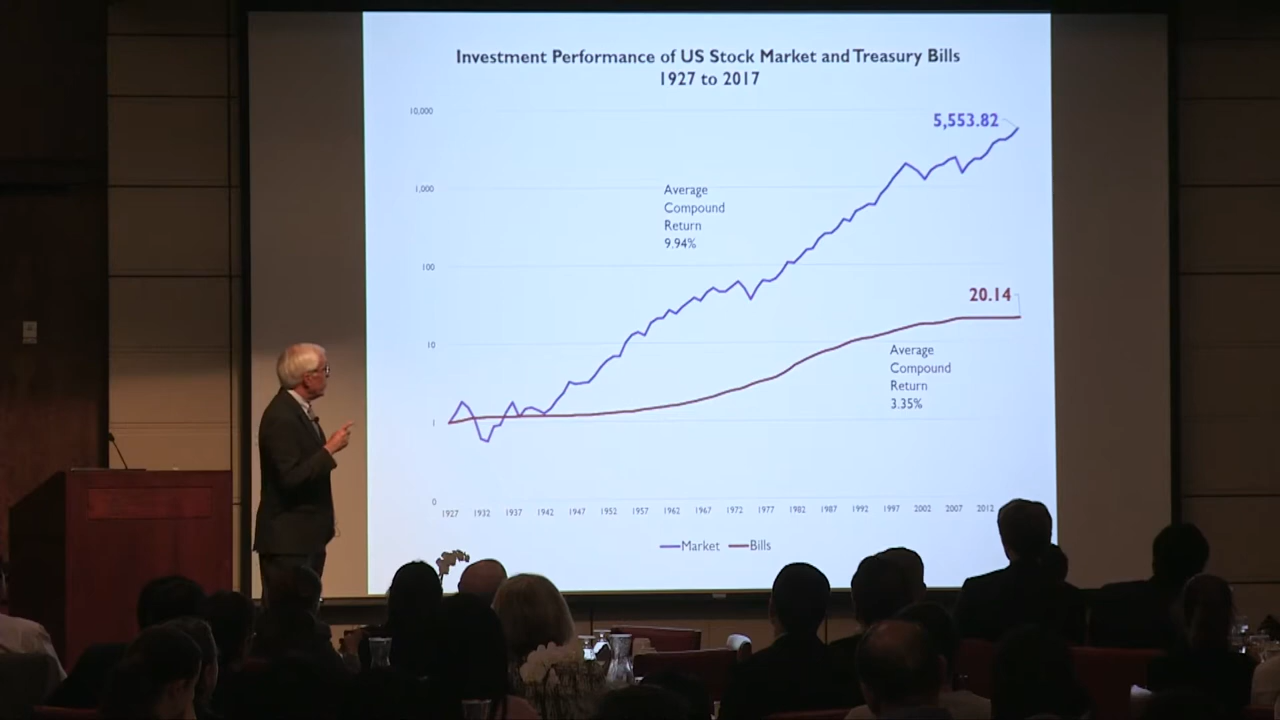 Investment Performance of US Stock Market and Treasury Bills
1927 to 2017
10,000
5,553.82
1,000
Average
Compound
Return
9.94%
100
20.14
10
Average
Compound
Return
3.35%
1
0
1927 1932 1937 1942 1947 1952 1957 1962 1967 1972 1977 1982 1987 1992 1997 2002 2007 2012
Market Bills